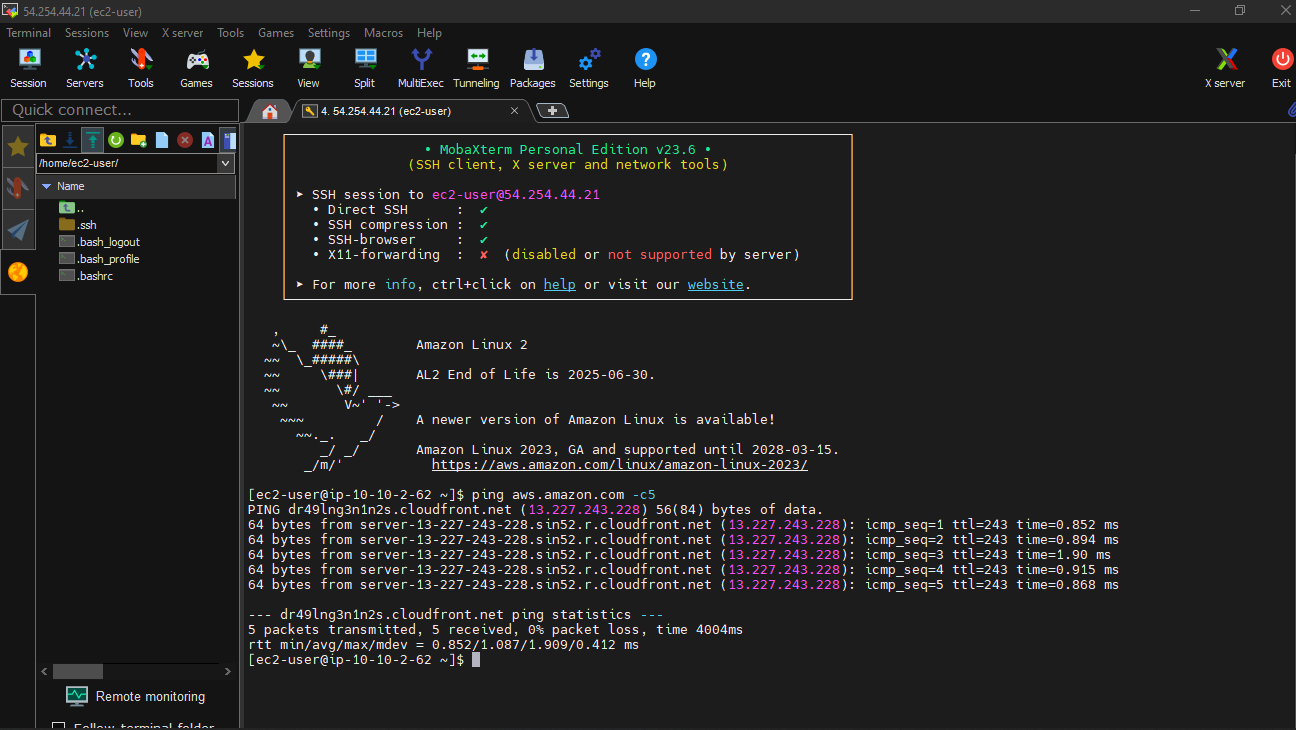 54.254.44.21 (ec2-user)
Terminal Sessions View X server Tools Games Settings Macros Help
Session Servers Tools Games Sessions View Split MultiExec Tunneling Packages Settings Help X server Exit
Quick connect...
4. 54.254.44.21 (ec2-user)
/home/ec2-user/
Name
..
.ssh
.bash_logout
.bash_profile
.bashrc
• MobaXterm Personal Edition v23.6 •
(SSH client, X server and network tools)
➤ SSH session to ec2-user@54.254.44.21
• Direct SSH : ✔
• SSH compression : ✔
• SSH-browser : ✔
• X11-forwarding : ✘ (disabled or not supported by server)
➤ For more info, ctrl+click on help or visit our website.
   ,     #_
   ~\_  ####_        Amazon Linux 2
  ~~  \_#####\
  ~~     \###|       AL2 End of Life is 2025-06-30.
  ~~       \#/ ___
   ~~       V~' '->
    ~~~         /    A newer version of Amazon Linux is available!
      ~~._.   _/
         _/ _/       Amazon Linux 2023, GA and supported until 2028-03-15.
       _/m/'           https://aws.amazon.com/linux/amazon-linux-2023/
[ec2-user@ip-10-10-2-62 ~]$ ping aws.amazon.com -c5
PING dr49lng3n1n2s.cloudfront.net (13.227.243.228) 56(84) bytes of data.
64 bytes from server-13-227-243-228.sin52.r.cloudfront.net (13.227.243.228): icmp_seq=1 ttl=243 time=0.852 ms
64 bytes from server-13-227-243-228.sin52.r.cloudfront.net (13.227.243.228): icmp_seq=2 ttl=243 time=0.894 ms
64 bytes from server-13-227-243-228.sin52.r.cloudfront.net (13.227.243.228): icmp_seq=3 ttl=243 time=1.90 ms
64 bytes from server-13-227-243-228.sin52.r.cloudfront.net (13.227.243.228): icmp_seq=4 ttl=243 time=0.915 ms
64 bytes from server-13-227-243-228.sin52.r.cloudfront.net (13.227.243.228): icmp_seq=5 ttl=243 time=0.868 ms
--- dr49lng3n1n2s.cloudfront.net ping statistics ---
5 packets transmitted, 5 received, 0% packet loss, time 4004ms
rtt min/avg/max/mdev = 0.852/1.087/1.909/0.412 ms
[ec2-user@ip-10-10-2-62 ~]$
Remote monitoring
Follow terminal folder